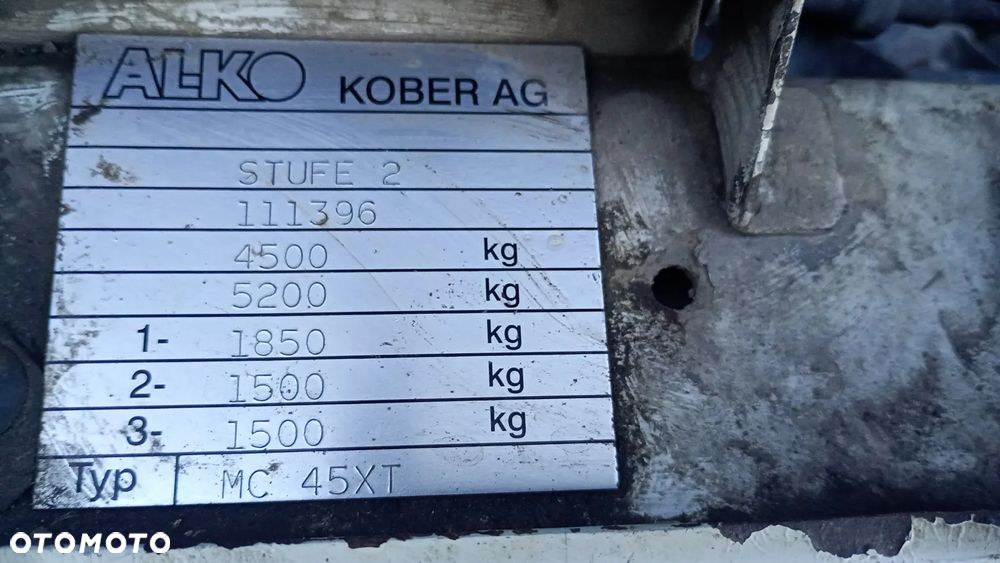 AL-KO KOBER AG
STUFE 2
111396
4500 kg
5200 kg
1- 1850 kg
2- 1500 kg
3- 1500 kg
Typ MC 45XT
OTOMOTO